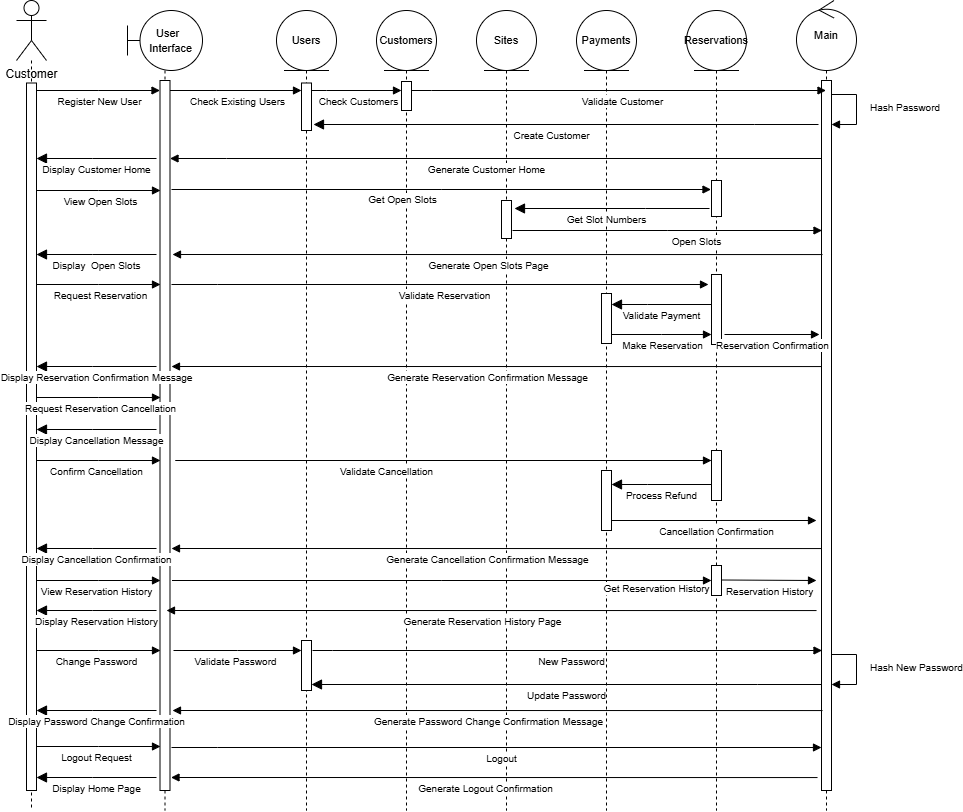 Customer
User
Interface
Users
Customers
Sites
Payments
Reservations
Main
Register New User
Check Existing Users
Check Customers
Validate Customer
Hash Password
Create Customer
Display Customer Home
Generate Customer Home
View Open Slots
Get Open Slots
Get Slot Numbers
Open Slots
Display Open Slots
Generate Open Slots Page
Request Reservation
Validate Reservation
Validate Payment
Make Reservation
Reservation Confirmation
Display Reservation Confirmation Message
Generate Reservation Confirmation Message
Request Reservation Cancellation
Display Cancellation Message
Confirm Cancellation
Validate Cancellation
Process Refund
Cancellation Confirmation
Display Cancellation Confirmation
Generate Cancellation Confirmation Message
View Reservation History
Get Reservation History
Reservation History
Display Reservation History
Generate Reservation History Page
Change Password
Validate Password
New Password
Hash New Password
Update Password
Display Password Change Confirmation
Generate Password Change Confirmation Message
Logout Request
Logout
Display Home Page
Generate Logout Confirmation